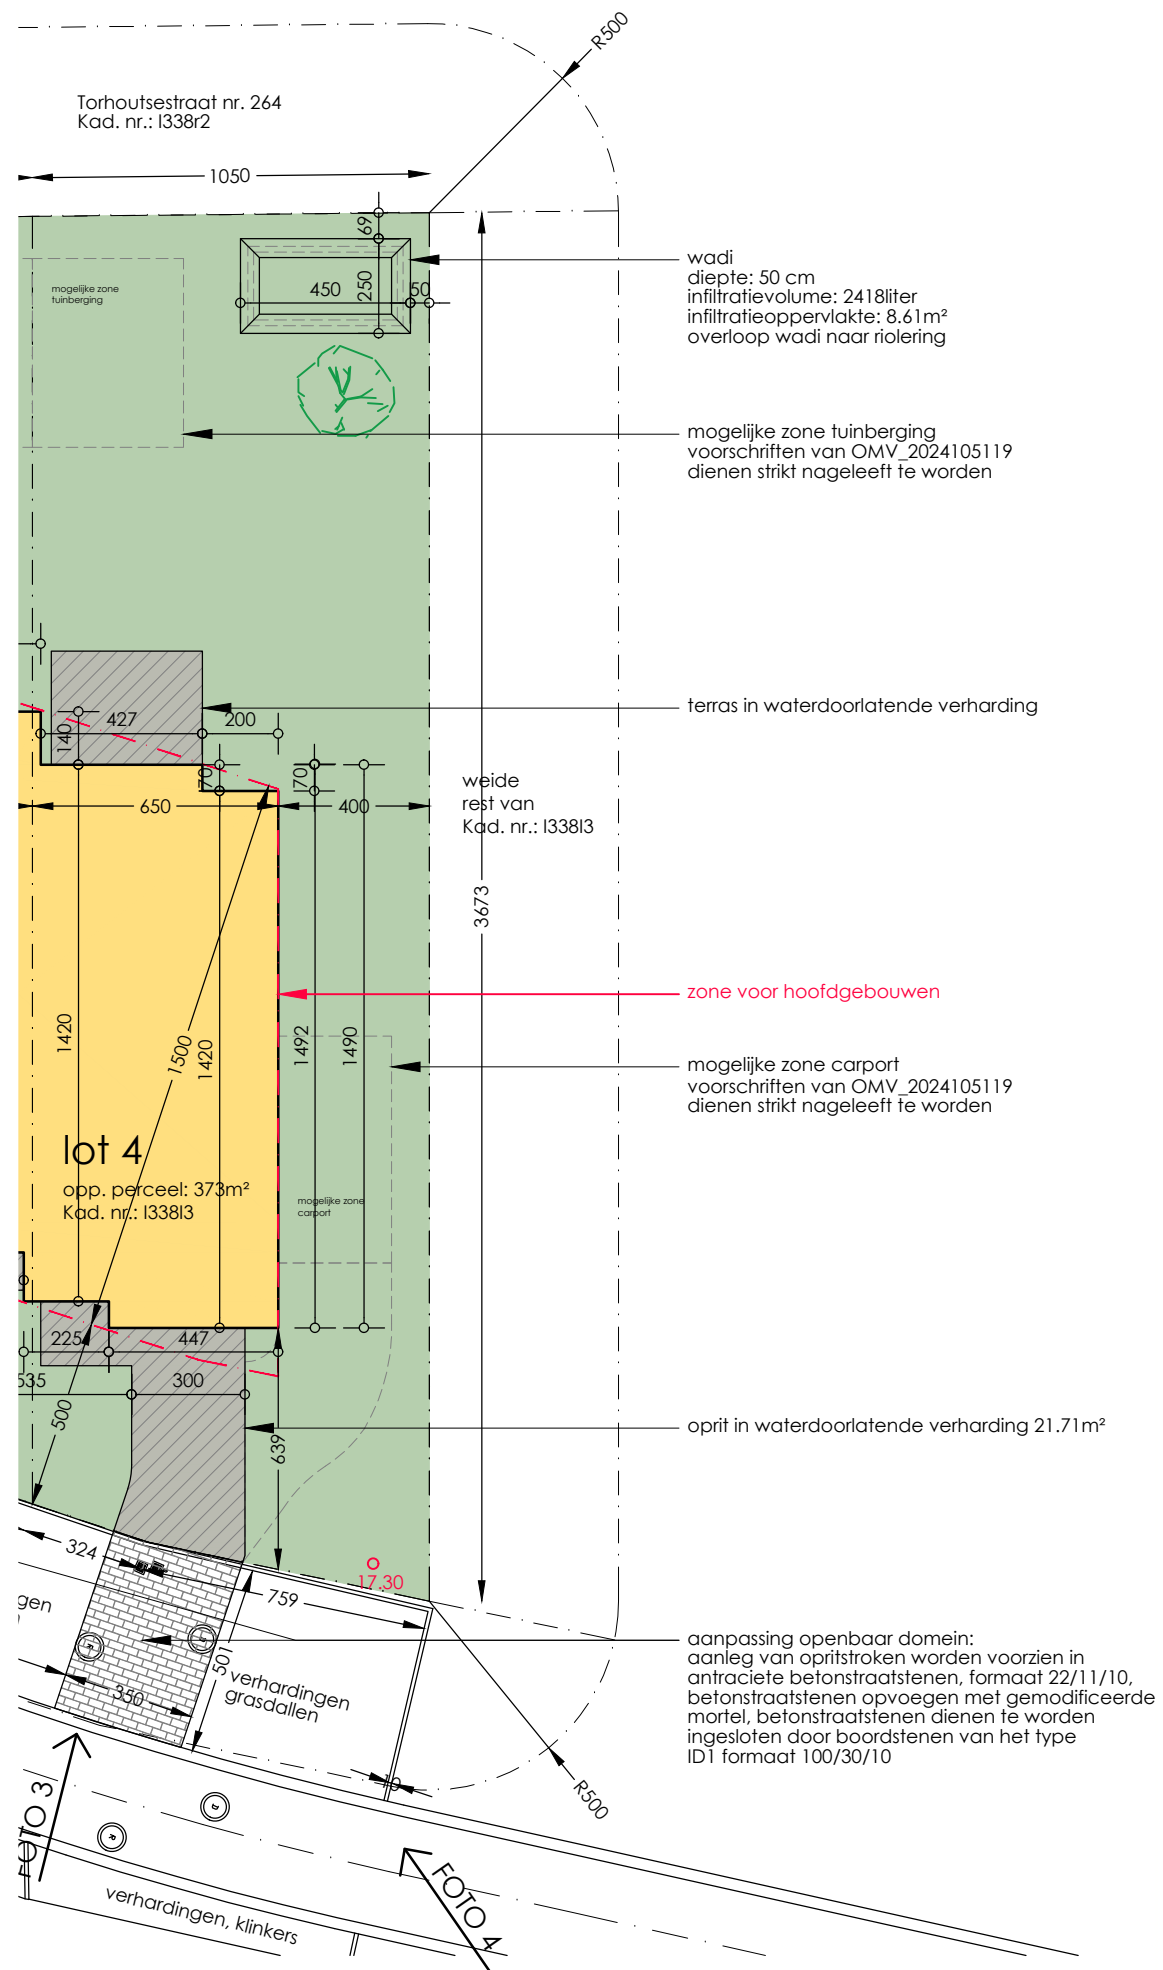 R500
Torhoutsestraat nr. 264
Kad. nr.: I338r2
1050
69
250
450
50
mogelijke zone
tuinberging
wadi
diepte: 50 cm
infiltratievolume: 2418liter
infiltratieoppervlakte: 8.61m²
overloop wadi naar riolering
mogelijke zone tuinberging
voorschriften van OMV_2024105119
dienen strikt nageleeft te worden
terras in waterdoorlatende verharding
140
427
200
70
70
650
400
weide
rest van
Kad. nr.: I338l3
3673
zone voor hoofdgebouwen
1420
1500
1420
1492
1490
mogelijke zone carport
voorschriften van OMV_2024105119
dienen strikt nageleeft te worden
lot 4
opp. perceel: 373m²
Kad. nr.: I338l3
mogelijke zone
carport
225
447
535
300
500
639
oprit in waterdoorlatende verharding 21.71m²
324
17.30
759
gen
501
verhardingen
grasdallen
350
aanpassing openbaar domein:
aanleg van opritstroken worden voorzien in
antraciete betonstraatstenen, formaat 22/11/10,
betonstraatstenen opvoegen met gemodificeerde
mortel, betonstraatstenen dienen te worden
ingesloten door boordstenen van het type
ID1 formaat 100/30/10
10
R500
FOTO 3
D
R
FOTO 4
verhardingen, klinkers